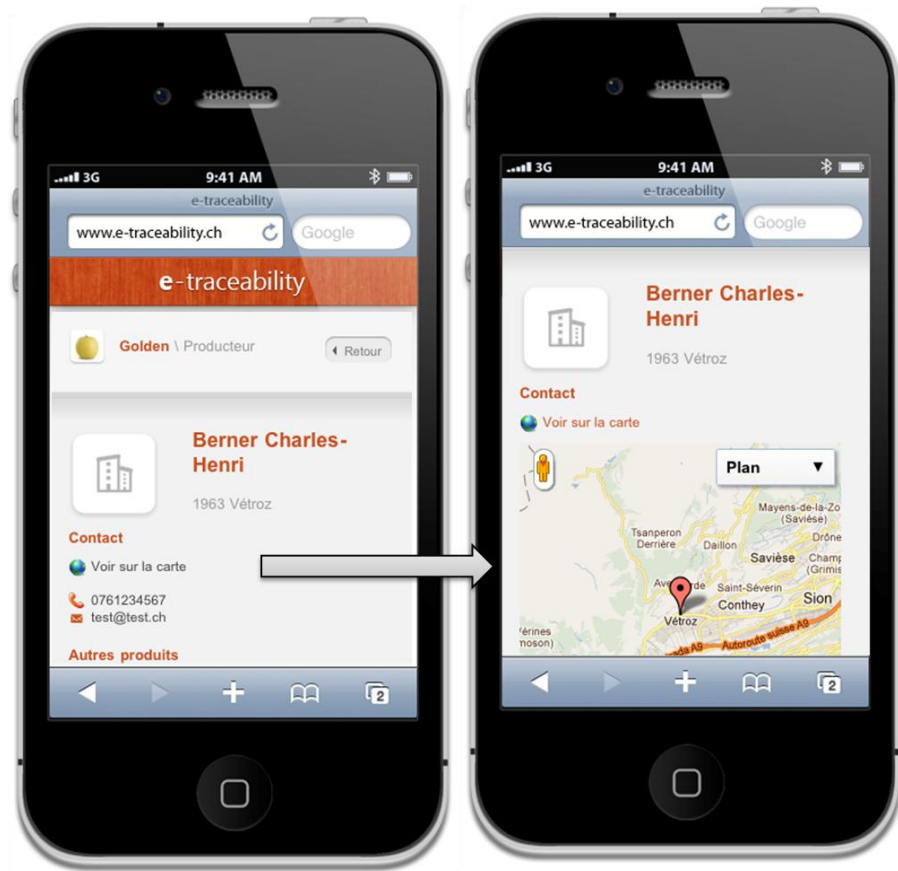 3G 9:41 AM
e-traceability
www.e-traceability.ch Google
e-traceability
Golden \ Producteur Retour
Berner Charles-
Henri
1963 Vétroz
Contact
Voir sur la carte
0761234567
test@test.ch
Autres produits
2
3G 9:41 AM
e-traceability
www.e-traceability.ch Google
Berner Charles-
Henri
1963 Vétroz
Contact
Voir sur la carte
Plan
Mayens-de-la-Zo
(Savièse)
Tsanperon
Derrière
Daillon
Drône
Savièse
Champ
(Grimis
Saint-Séverin
Conthey
Sion
Vétroz
Autoroute suisse A9
A9
2